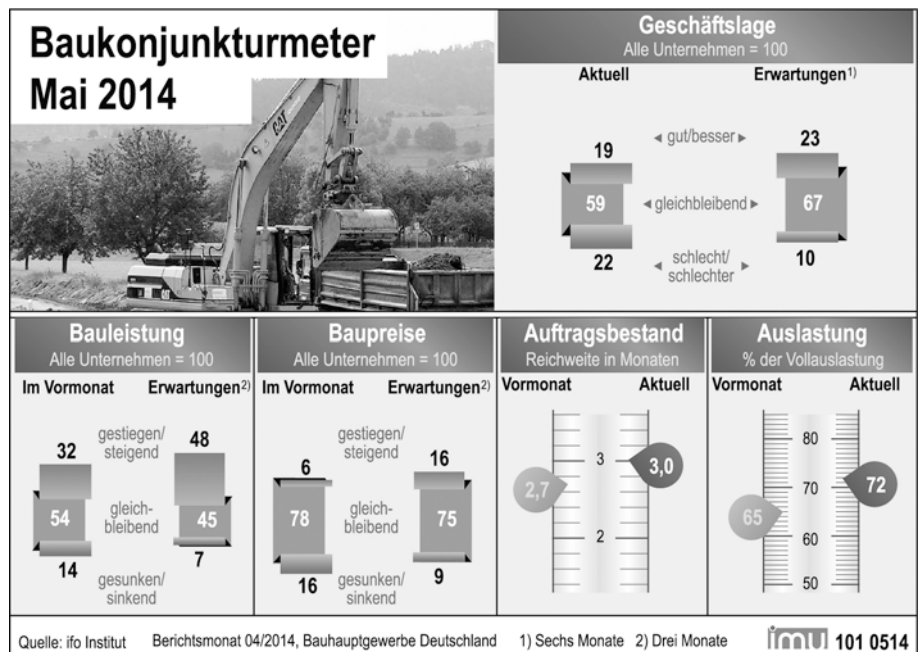 Baukonjunkturmeter
Mai 2014
CAT
Geschäftslage
Alle Unternehmen = 100
Aktuell Erwartungen1)
gut/besser
19 23
59 gleichbleibend 67
22 schlecht/ 10
schlechter
Bauleistung
Alle Unternehmen = 100
Im Vormonat Erwartungen2)
32 gestiegen/ 48
steigend
54 gleich- 45
bleibend
14 gesunken/ 7
sinkend
Baupreise
Alle Unternehmen = 100
Im Vormonat Erwartungen2)
6 gestiegen/ 16
steigend
78 gleich- 75
bleibend
16 gesunken/ 9
sinkend
Auftragsbestand
Reichweite in Monaten
Vormonat Aktuell
3 3,0
2,7
2
Auslastung
% der Vollauslastung
Vormonat Aktuell
80
70 72
65
60
50
Quelle: ifo Institut Berichtsmonat 04/2014, Bauhauptgewerbe Deutschland 1) Sechs Monate 2) Drei Monate imu 101 0514